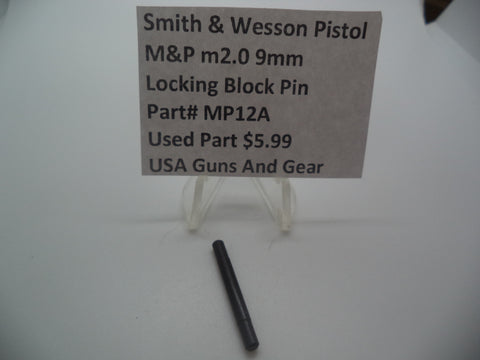 Smith & Wesson Pistol
M&P m2.0 9mm
Locking Block Pin
Part# MP12A
Used Part $5.99
USA Guns And Gear